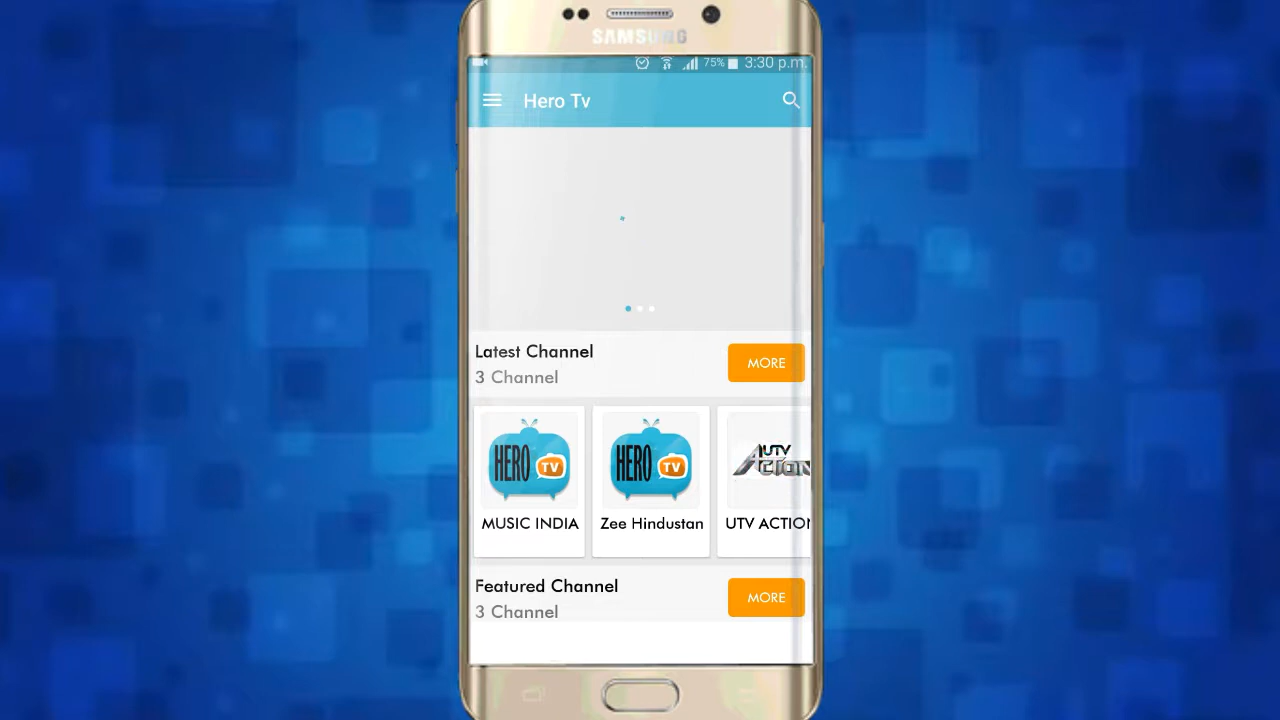 SAMSUNG
75% 3:30 p.m.
Hero Tv
Latest Channel
3 Channel
MORE
HERO TV
HERO TV
UTV
Action
MUSIC INDIA
Zee Hindustan
UTV ACTION
Featured Channel
3 Channel
MORE